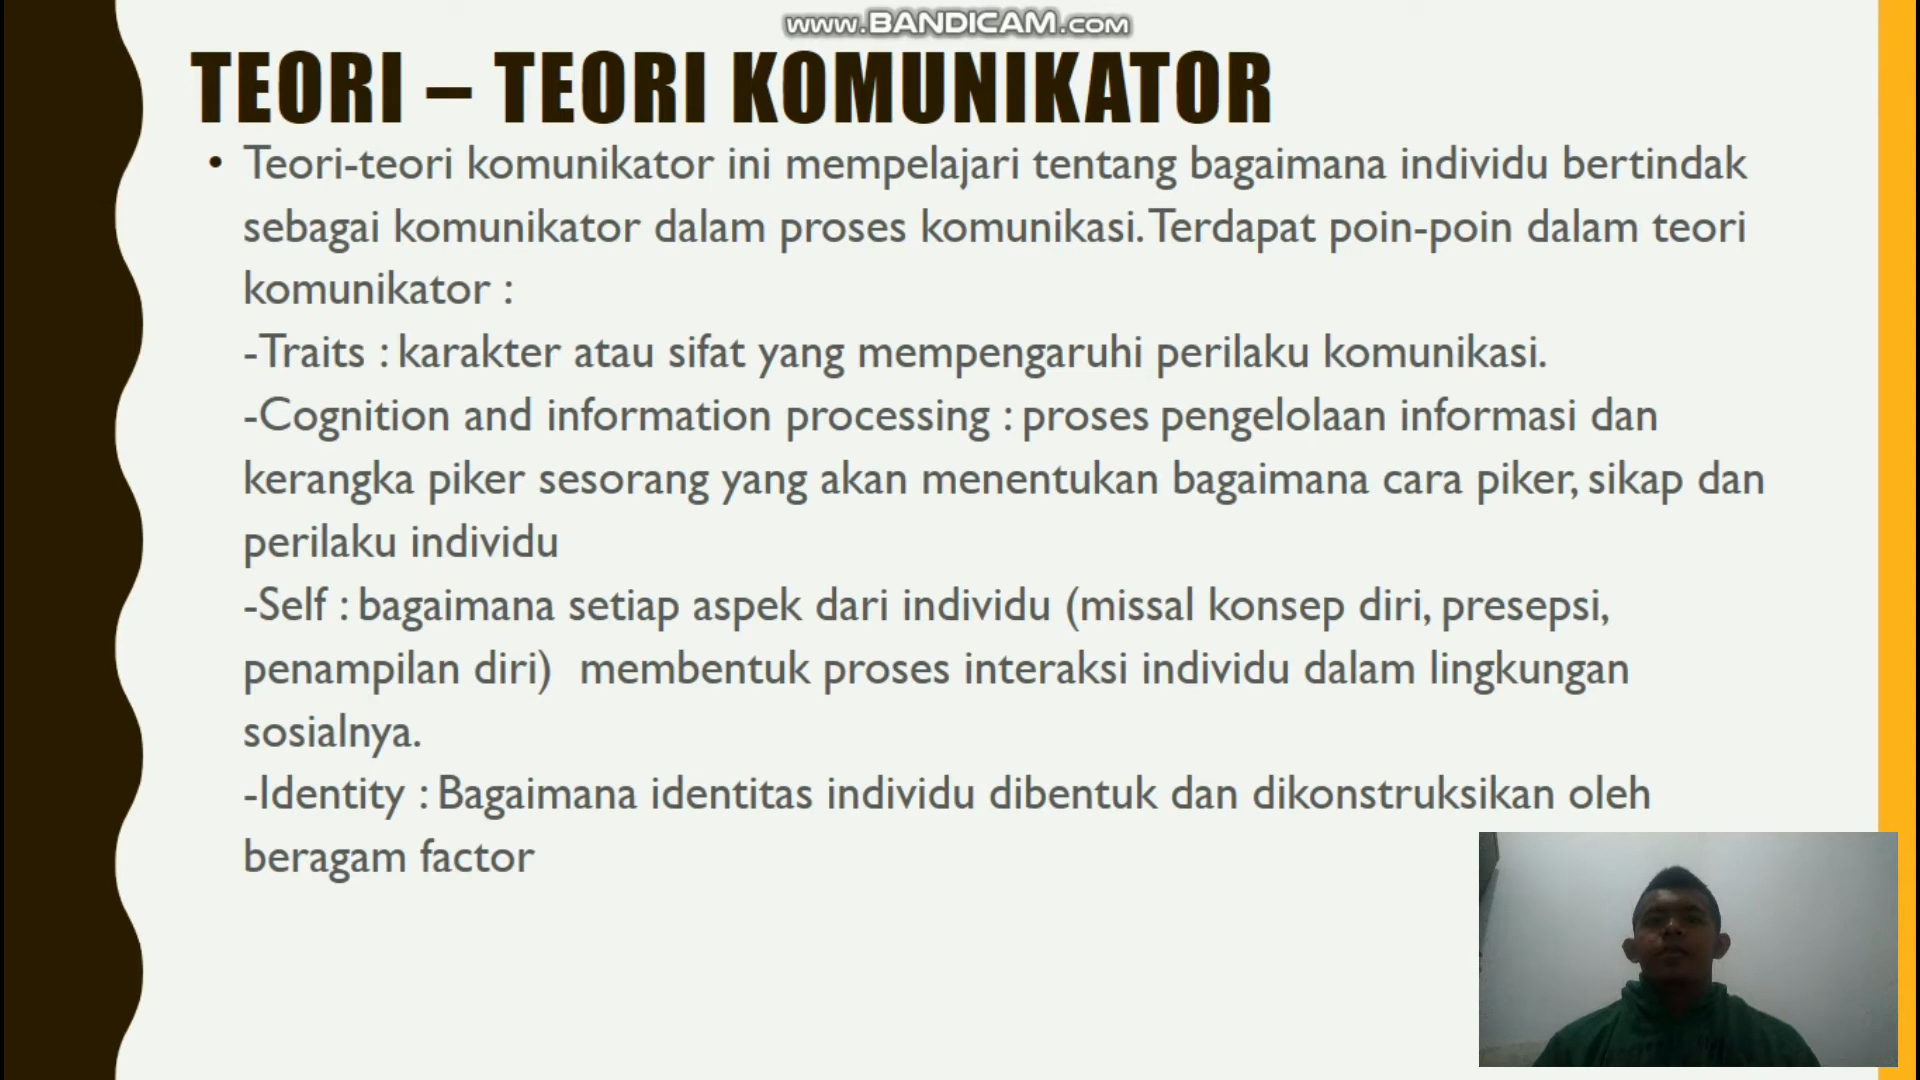 www.BANDICAM.com
TEORI – TEORI KOMUNIKATOR
• Teori-teori komunikator ini mempelajari tentang bagaimana individu bertindak
sebagai komunikator dalam proses komunikasi. Terdapat poin-poin dalam teori
komunikator :
-Traits : karakter atau sifat yang mempengaruhi perilaku komunikasi.
-Cognition and information processing : proses pengelolaan informasi dan
kerangka piker sesorang yang akan menentukan bagaimana cara piker, sikap dan
perilaku individu
-Self : bagaimana setiap aspek dari individu (missal konsep diri, presepsi,
penampilan diri)  membentuk proses interaksi individu dalam lingkungan
sosialnya.
-Identity : Bagaimana identitas individu dibentuk dan dikonstruksikan oleh
beragam factor